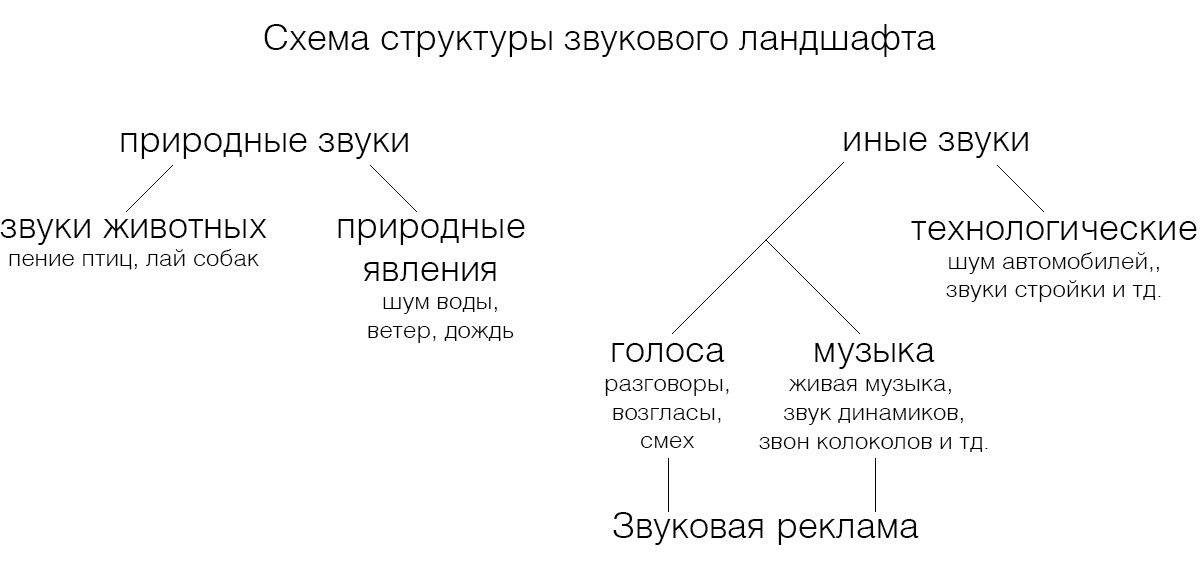 Схема структуры звукового ландшафта
природные звуки
звуки животных
пение птиц, лай собак
природные
явления
шум воды,
ветер, дождь
иные звуки
технологические
шум автомобилей,,
звуки стройки и тд.
голоса
разговоры,
возгласы,
смех
музыка
живая музыка,
звук динамиков,
звон колоколов и тд.
Звуковая реклама